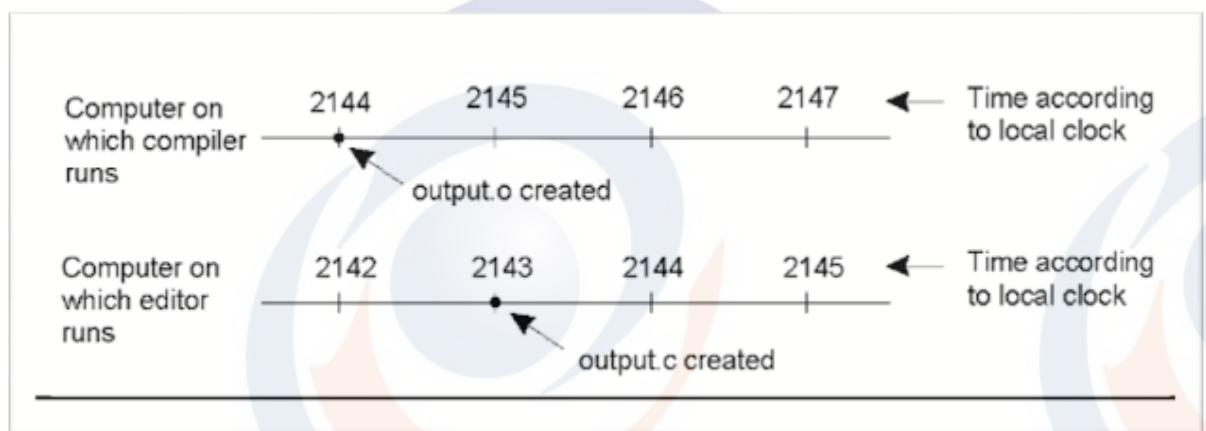 Computer on
which compiler
runs
2144
2145
2146
2147
Time according
to local clock
output.o created
Computer on
which editor
runs
2142
2143
2144
2145
Time according
to local clock
output.c created